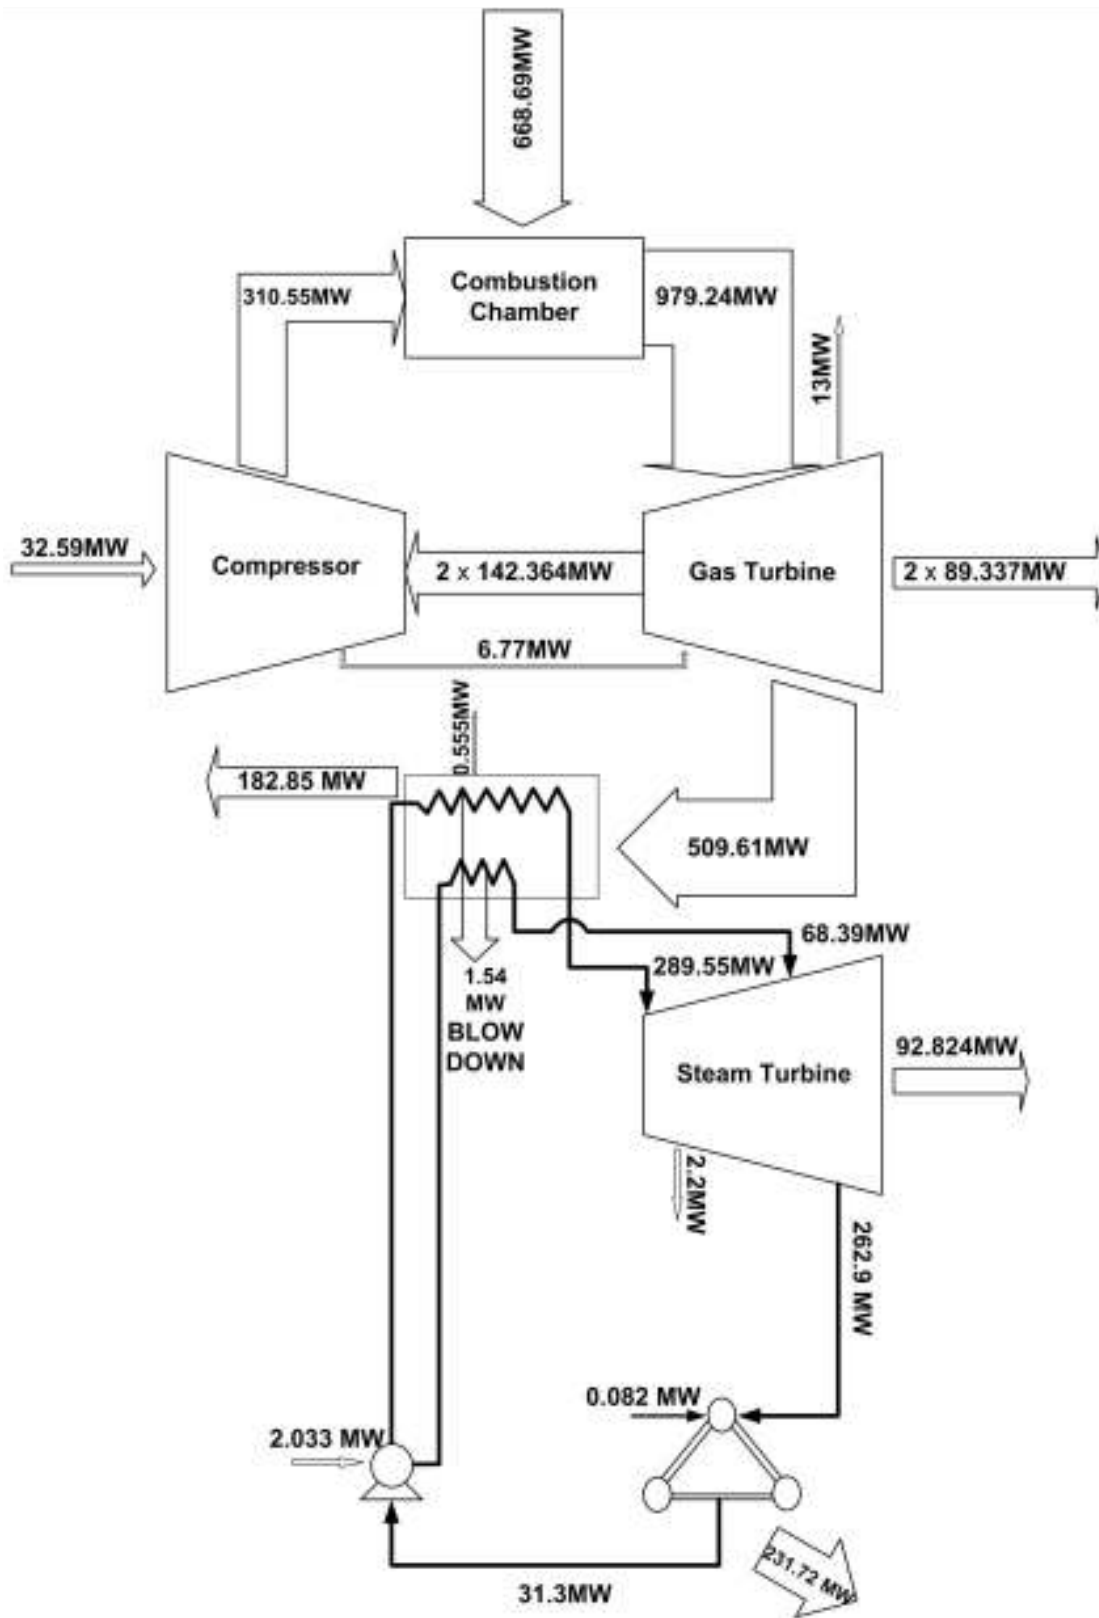 668.69MW
Combustion
Chamber
310.55MW
979.24MW
13MW
32.59MW
Compressor
2 x 142.364MW
Gas Turbine
2 x 89.337MW
6.77MW
0.555MW
182.85 MW
509.61MW
68.39MW
289.55MW
1.54
MW
BLOW
DOWN
Steam Turbine
92.824MW
2.2MW
262.9 MW
0.082 MW
2.033 MW
231.72 MW
31.3MW